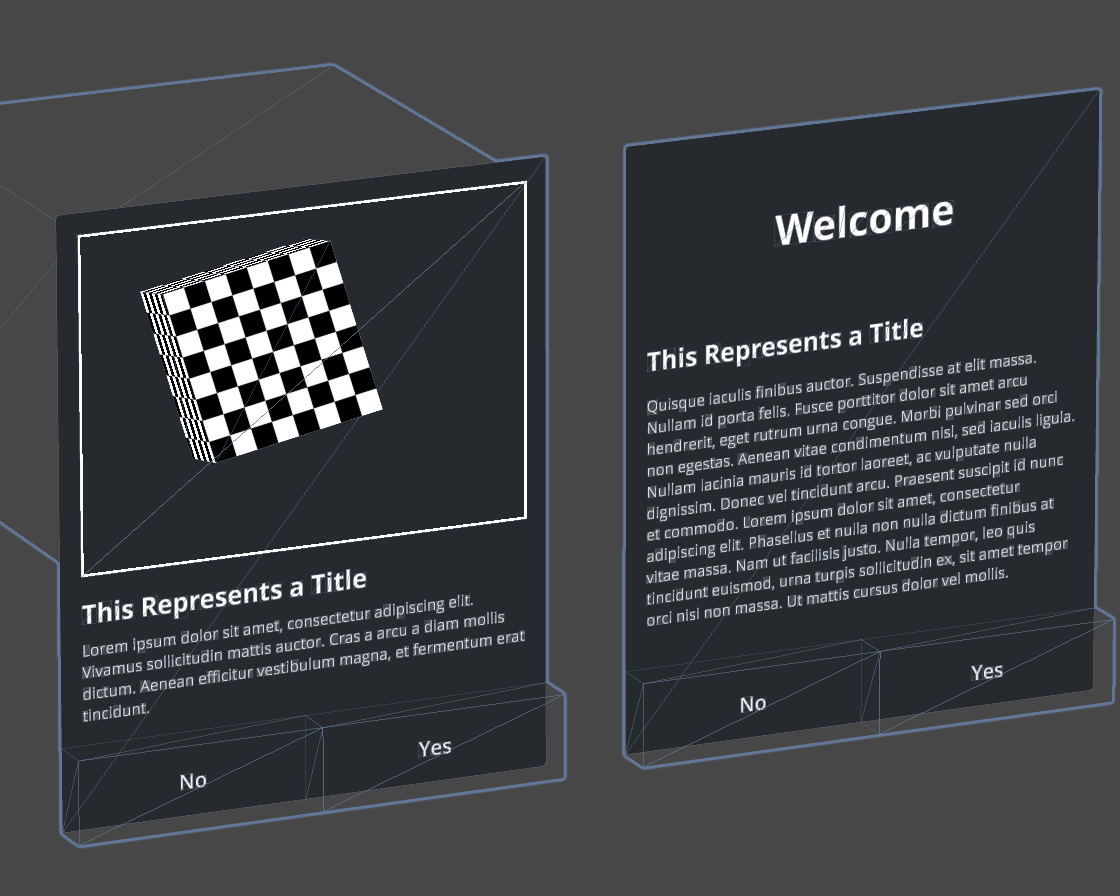 This Represents a Title
Lorem ipsum dolor sit amet, consectetur adipiscing elit.
Vivamus sollicitudin mattis auctor. Cras a arcu a diam mollis
dictum. Aenean efficitur vestibulum magna, et fermentum erat
tincidunt.
No
Yes
Welcome
This Represents a Title
Quisque iaculis finibus auctor. Suspendisse at elit massa.
Nullam id porta felis. Fusce porttitor dolor sit amet arcu
hendrerit, eget rutrum urna congue. Morbi pulvinar sed orci
non egestas. Aenean vitae condimentum nisl, sed iaculis ligula.
Nullam lacinia mauris id tortor laoreet, ac vulputate nulla
dignissim. Donec vel tincidunt arcu. Praesent suscipit id nunc
et commodo. Lorem ipsum dolor sit amet, consectetur
adipiscing elit. Phasellus et nulla non nulla dictum finibus at
vitae massa. Nam ut facilisis justo. Nulla tempor, leo quis
tincidunt euismod, urna turpis sollicitudin ex, sit amet tempor
orci nisi non massa. Ut mattis cursus dolor vel mollis.
No
Yes